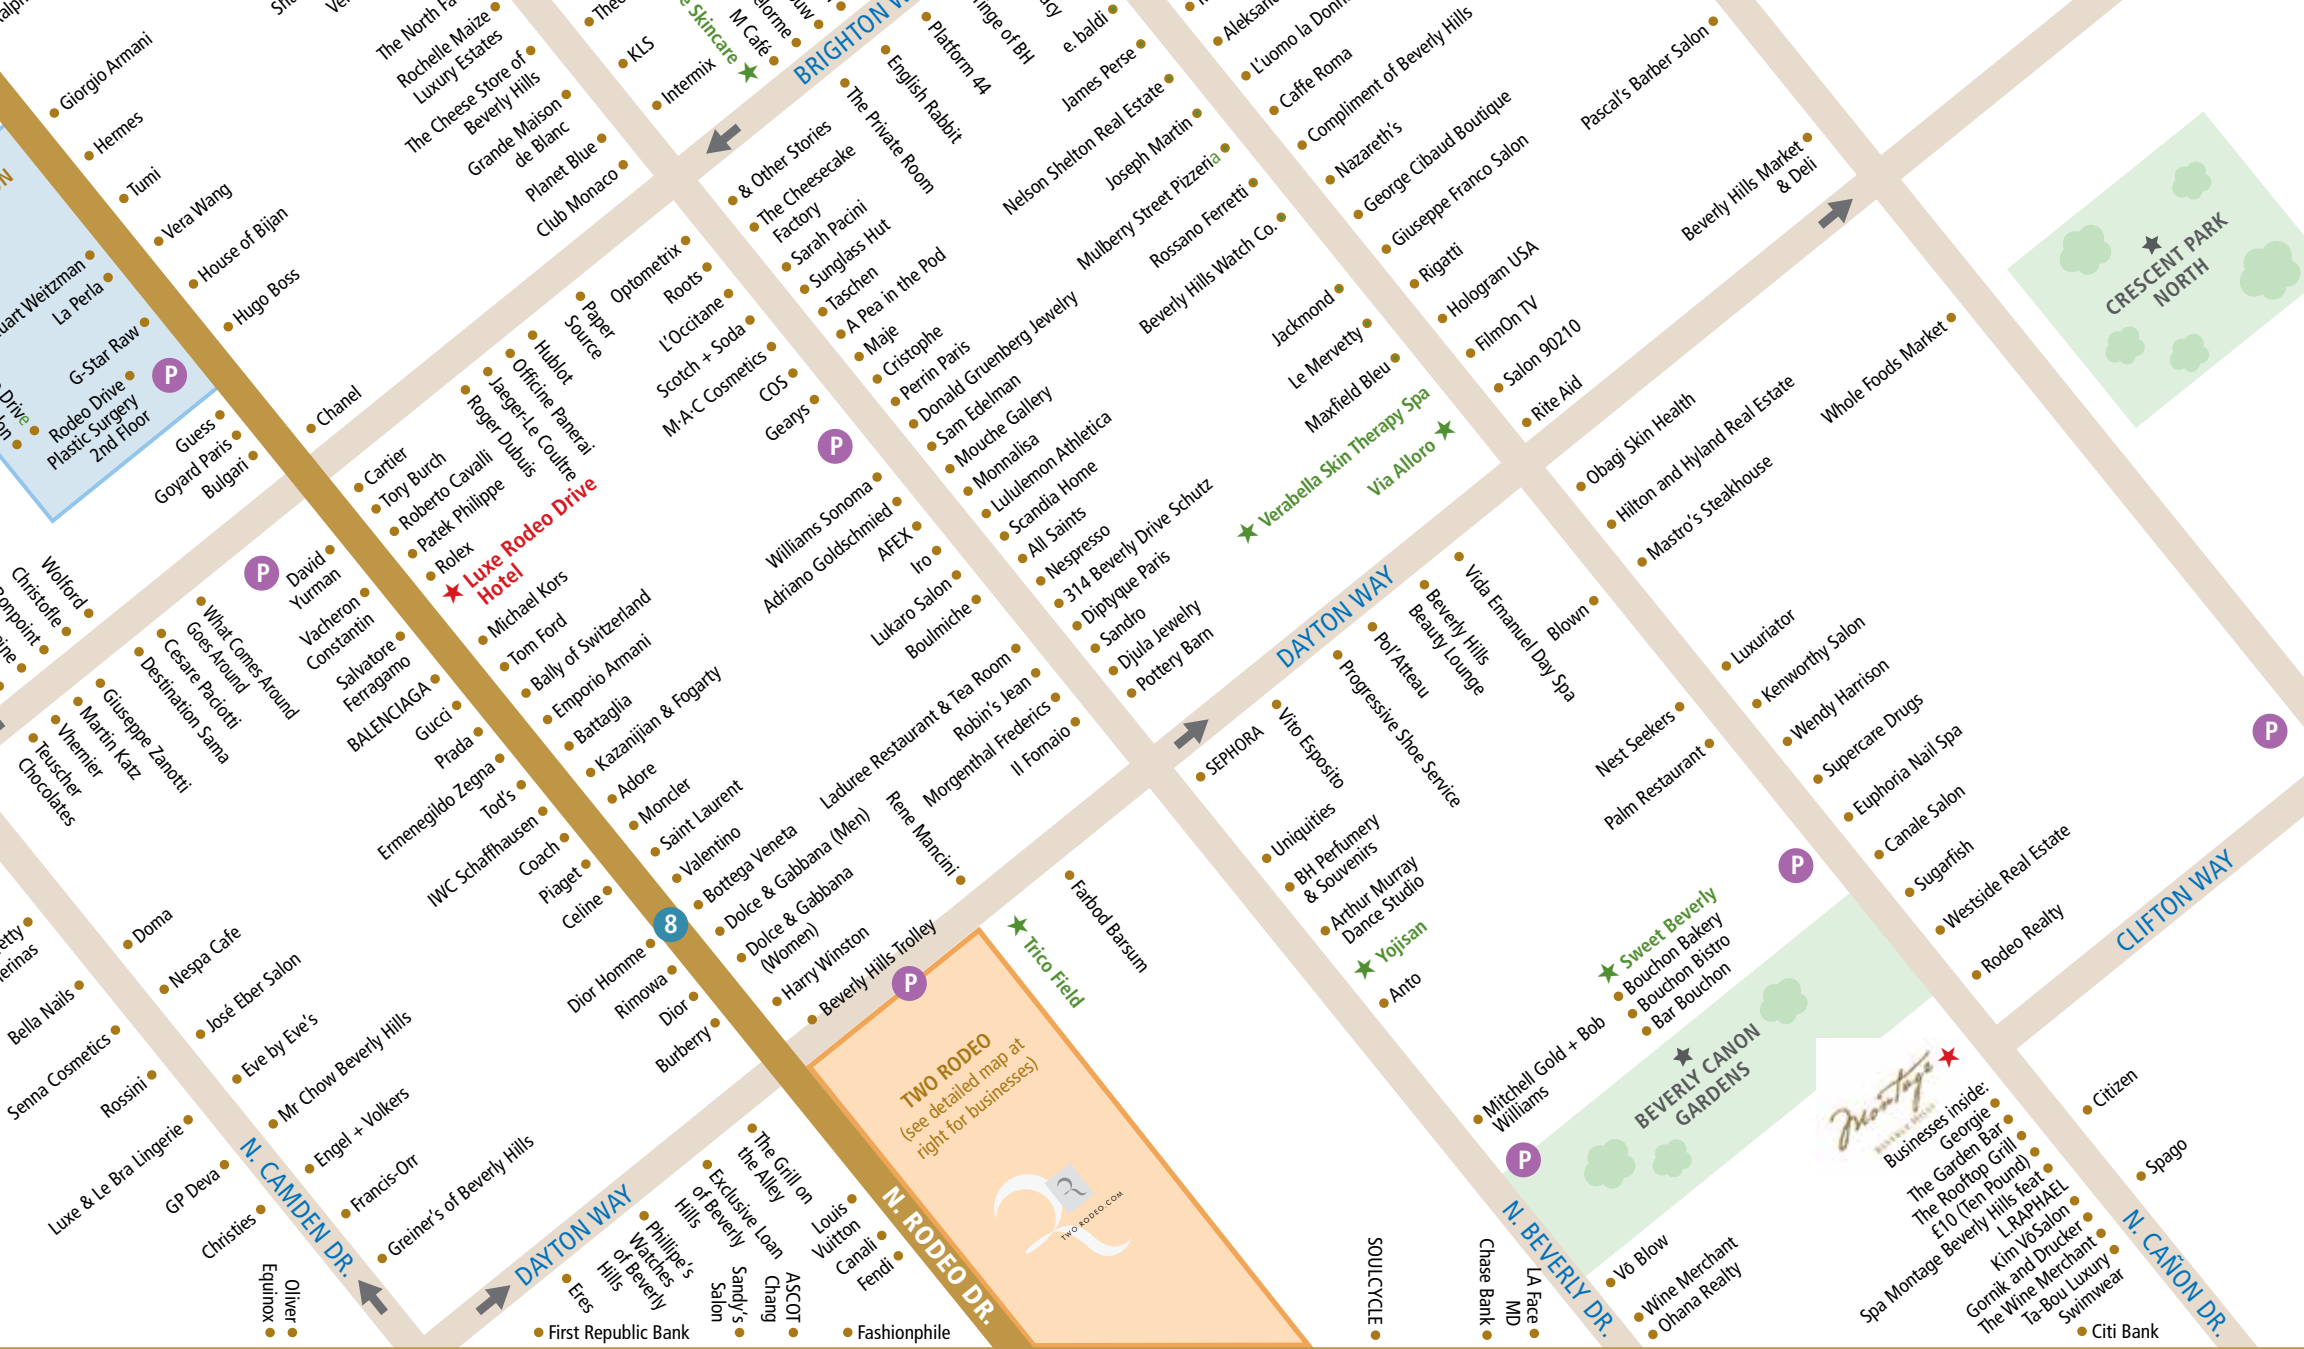 Giorgio Armani
Hermes
Tumi
Vera Wang
House of Bijan
Hugo Boss
Chanel
uart Weitzman
La Perla
G-Star Raw
Rodeo Drive
Plastic Surgery
2nd Floor
P
Guess
Goyard Paris
Bulgari
The North Fa
Rochelle Maize
Luxury Estates
The Cheese Store of
Beverly Hills
Grande Maison
de Blanc
Planet Blue
Club Monaco
KLS
Intermix
e Skincare
M Café
elorme
BRIGHTON W
Platform 44
English Rabbit
The Private Room
nge of BH
e. baldi
James Perse
Nelson Shelton Real Estate
Joseph Martin
Mulberry Street Pizzeria
Rossano Ferretti
Beverly Hills Watch Co.
Jackmond
Le Mervetty
Maxfield Bleu
Verabella Skin Therapy Spa
Via Alloro
L'uomo la Donn
Caffe Roma
Compliment of Beverly Hills
Nazareth's
George Cibaud Boutique
Giuseppe Franco Salon
Rigatti
Hologram USA
FilmOn TV
Salon 90210
Rite Aid
Pascal's Barber Salon
Beverly Hills Market
& Deli
CRESCENT PARK
NORTH
Whole Foods Market
& Other Stories
The Cheesecake
Factory
Sarah Pacini
Sunglass Hut
Taschen
A Pea in the Pod
Maje
Cristophe
Perrin Paris
Donald Gruenberg Jewelry
Sam Edelman
Mouche Gallery
Monnalisa
Lululemon Athletica
Scandia Home
All Saints
Nespresso
314 Beverly Drive Schutz
Diptyque Paris
Sandro
Djula Jewelry
Pottery Barn
Optometrix
Roots
L'Occitane
Scotch + Soda
M·A·C Cosmetics
COS
Gearys
P
Paper
Source
Hublot
Officine Panerai
Jaeger-Le Coultre
Roger Dubuis
Cartier
Tory Burch
Roberto Cavalli
Patek Philippe
Rolex
Luxe Rodeo Drive
Hotel
Michael Kors
Tom Ford
Bally of Switzerland
Emporio Armani
Battaglia
Kazanjian & Fogarty
Adore
Moncler
Saint Laurent
Valentino
Bottega Veneta
Dolce & Gabbana (Men)
Dolce & Gabbana
(Women)
Harry Winston
Beverly Hills Trolley
P
Williams Sonoma
Adriano Goldschmied
AFEX
Iro
Lukaro Salon
Boulmiche
Laduree Restaurant & Tea Room
Robin's Jean
Morgenthal Frederics
Il Fornaio
Rene Mancini
Wolford
Christofle
Bonpoint
P
David
Yurman
Vacheron
Constantin
Salvatore
Ferragamo
BALENCIAGA
Gucci
Prada
Ermenegildo Zegna
Tod's
IWC Schaffhausen
Coach
Piaget
Celine
8
Dior Homme
Rimowa
Dior
Burberry
What Comes Around
Goes Around
Cesare Paciotti
Destination Sama
Giuseppe Zanotti
Martin Katz
Vhernier
Teuscher
Chocolates
Doma
Nespa Cafe
José Eber Salon
Eve by Eve's
Mr Chow Beverly Hills
Engel + Volkers
Francis-Orr
Greiner's of Beverly Hills
Bella Nails
Senna Cosmetics
Rossini
Luxe & Le Bra Lingerie
GP Deva
Christies
N. CAMDEN DR.
Equinox
Oliver
DAYTON WAY
The Grill on
the Alley
Exclusive Loan
of Beverly
Hills
Phillipe's
Watches
of Beverly
Hills
Eres
Louis
Vuitton
Canali
Fendi
First Republic Bank
Sandy's
Salon
ASCOT
Chang
Fashionphile
N. RODEO DR.
TWO RODEO
(see detailed map at
right for businesses)
TWO RODEO.COM
Trico Field
Farbod Barsum
DAYTON WAY
SEPHORA
Vito Esposito
Progressive Shoe Service
Pol'Atteau
Beverly Hills
Beauty Lounge
Vida Emanuel Day Spa
Blown
Uniquities
BH Perfumery
& Souvenirs
Arthur Murray
Dance Studio
Yojisan
Anto
Nest Seekers
Palm Restaurant
P
Sweet Beverly
Bouchon Bakery
Bouchon Bistro
Bar Bouchon
Mitchell Gold + Bob
Williams
BEVERLY CANON
GARDENS
P
Obagi Skin Health
Hilton and Hyland Real Estate
Mastro's Steakhouse
Luxuriator
Kenworthy Salon
Wendy Harrison
Supercare Drugs
Euphoria Nail Spa
Canale Salon
Sugarfish
Westside Real Estate
Rodeo Realty
P
CLIFTON WAY
Montage
Businesses inside:
Georgie
The Garden Bar
The Rooftop Grill
£10 (Ten Pound)
Spa Montage Beverly Hills feat
L.RAPHAEL
Kim Vō Salon
Gornik and Drucker
The Wine Merchant
Ta-Bou Luxury
Swimwear
Citizen
Spago
N. CAÑON DR.
Citi Bank
Vō Blow
Wine Merchant
Ohana Realty
N. BEVERLY DR.
SOULCYCLE
Chase Bank
LA Face
MD